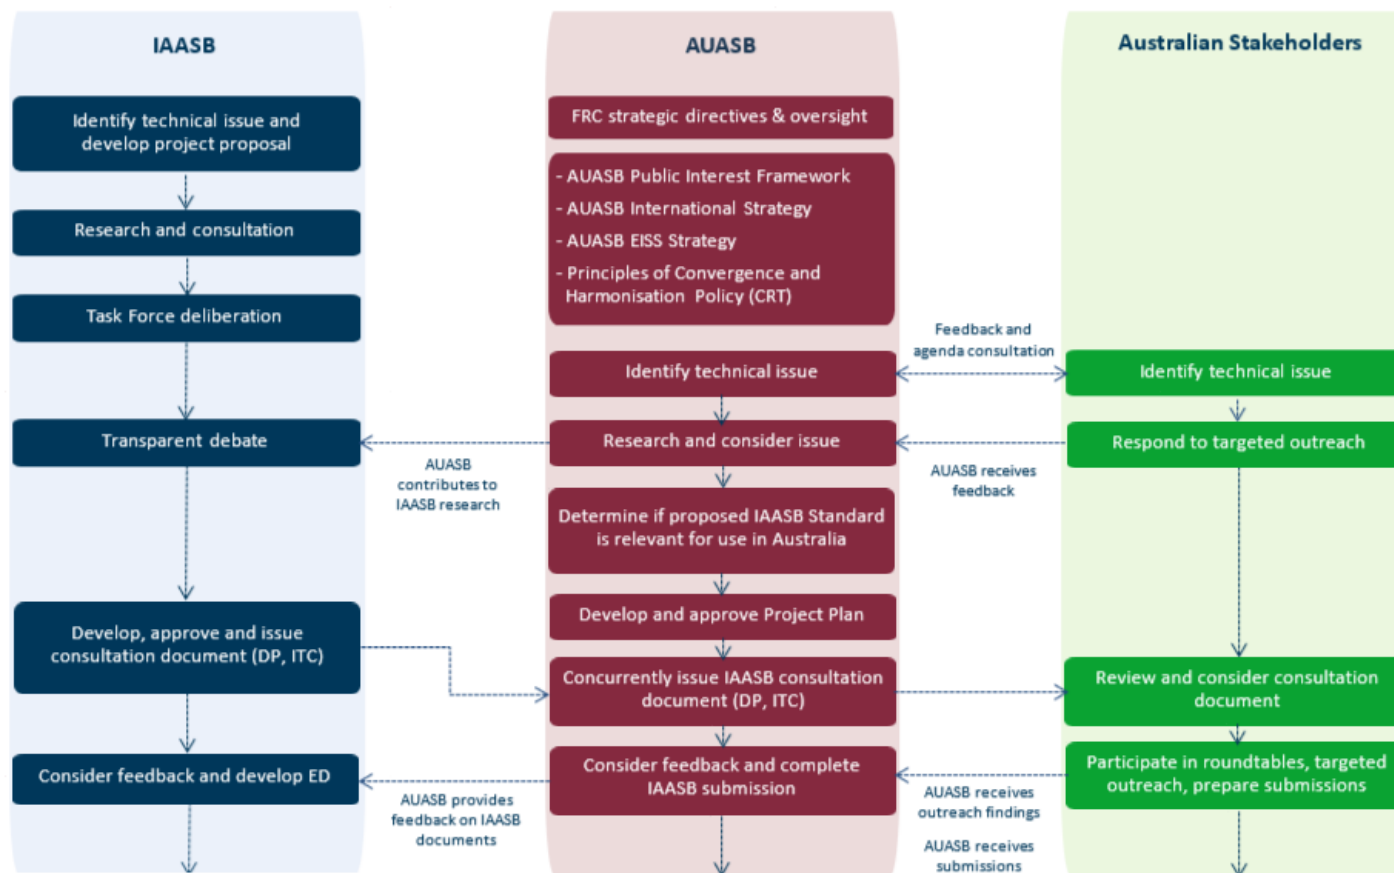 IAASB
Identify technical issue and
develop project proposal
Research and consultation
Task Force deliberation
Transparent debate
Develop, approve and issue
consultation document (DP, ITC)
Consider feedback and develop ED
AUASB
contributes to
IAASB research
AUASB provides
feedback on IAASB
documents
AUASB
FRC strategic directives & oversight
- AUASB Public Interest Framework
- AUASB International Strategy
- AUASB EISS Strategy
- Principles of Convergence and
Harmonisation Policy (CRT)
Identify technical issue
Research and consider issue
Determine if proposed IAASB Standard
is relevant for use in Australia
Develop and approve Project Plan
Concurrently issue IAASB consultation
document (DP, ITC)
Consider feedback and complete
IAASB submission
Feedback and
agenda consultation
AUASB receives
feedback
AUASB receives
outreach findings
AUASB receives
submissions
Australian Stakeholders
Identify technical issue
Respond to targeted outreach
Review and consider consultation
document
Participate in roundtables, targeted
outreach, prepare submissions